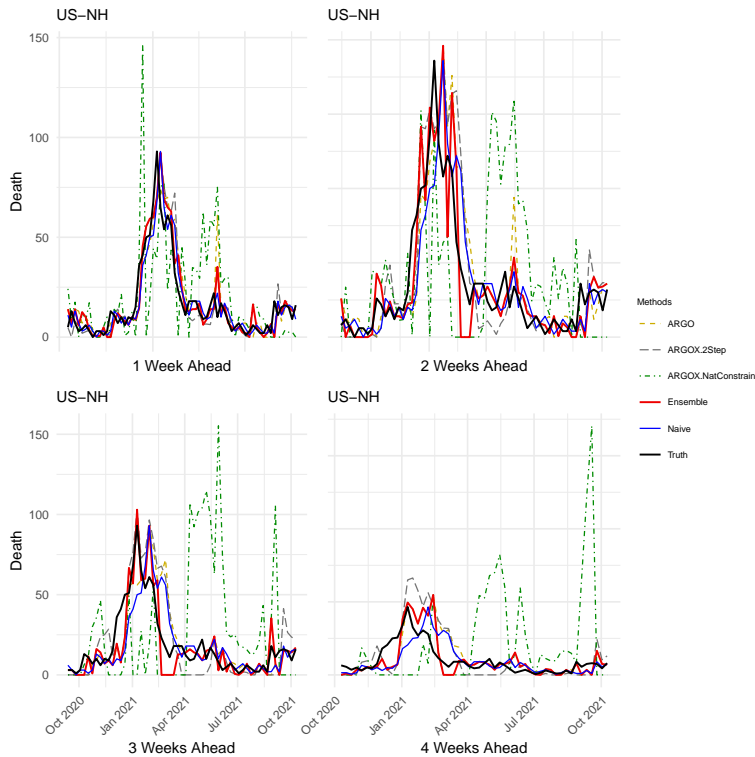 US−NH
US−NH
150
100
50
0
Death
1 Week Ahead
2 Weeks Ahead
Methods
ARGO
ARGOX.2Step
ARGOX.NatConstrain
Ensemble
Naive
Truth
US−NH
US−NH
150
100
50
0
Death
Oct 2020
Jan 2021
Apr 2021
Jul 2021
Oct 2021
Oct 2020
Jan 2021
Apr 2021
Jul 2021
Oct 2021
3 Weeks Ahead
4 Weeks Ahead